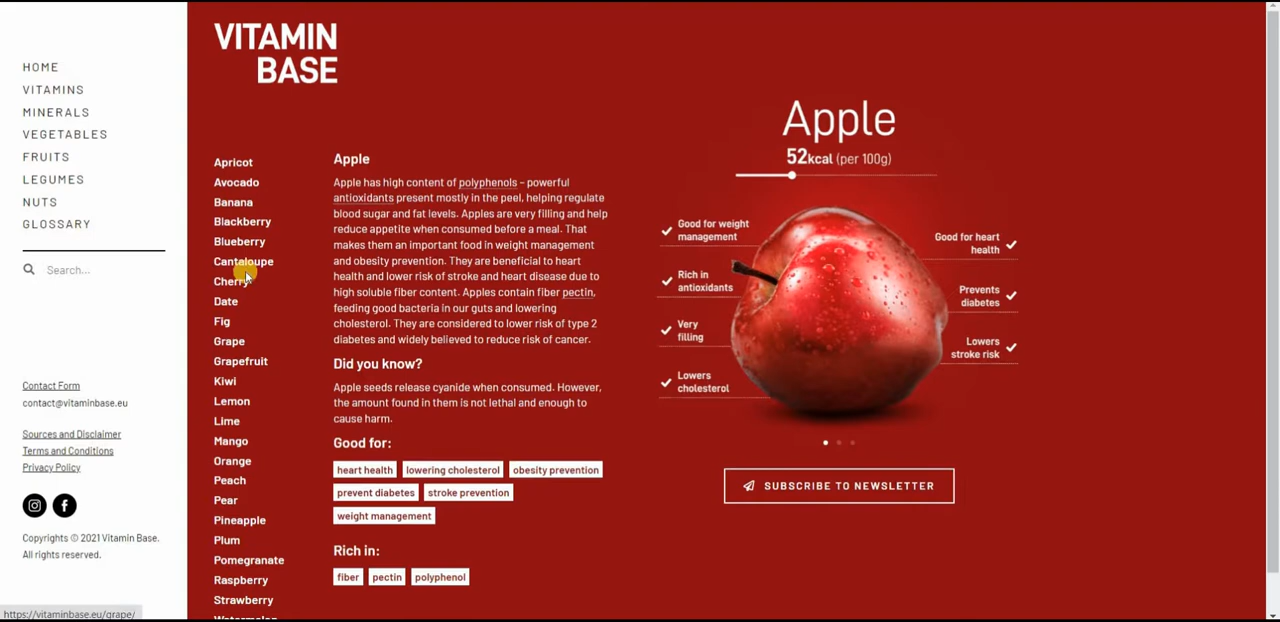 HOME
VITAMINS
MINERALS
VEGETABLES
FRUITS
LEGUMES
NUTS
GLOSSARY
Search...
Contact Form
contact@vitaminbase.eu
Sources and Disclaimer
Terms and Conditions
Privacy Policy
Copyrights © 2021 Vitamin Base.
All rights reserved.
https://vitaminbase.eu/grape/
VITAMIN
BASE
Apricot
Avocado
Banana
Blackberry
Blueberry
Cantaloupe
Cherry
Date
Fig
Grape
Grapefruit
Kiwi
Lemon
Lime
Mango
Orange
Peach
Pear
Pineapple
Plum
Pomegranate
Raspberry
Strawberry
Watermelon
Apple
Apple has high content of polyphenols – powerful
antioxidants present mostly in the peel, helping regulate
blood sugar and fat levels. Apples are very filling and help
reduce appetite when consumed before a meal. That
makes them an important food in weight management
and obesity prevention. They are beneficial to heart
health and lower risk of stroke and heart disease due to
high soluble fiber content. Apples contain fiber pectin,
feeding good bacteria in our guts and lowering
cholesterol. They are considered to lower risk of type 2
diabetes and widely believed to reduce risk of cancer.
Did you know?
Apple seeds release cyanide when consumed. However,
the amount found in them is not lethal and enough to
cause harm.
Good for:
heart health lowering cholesterol obesity prevention
prevent diabetes stroke prevention
weight management
Rich in:
fiber pectin polyphenol
Apple
52kcal (per 100g)
Good for weight
management
Rich in
antioxidants
Very
filling
Lowers
cholesterol
Good for heart
health
Prevents
diabetes
Lowers
stroke risk
SUBSCRIBE TO NEWSLETTER